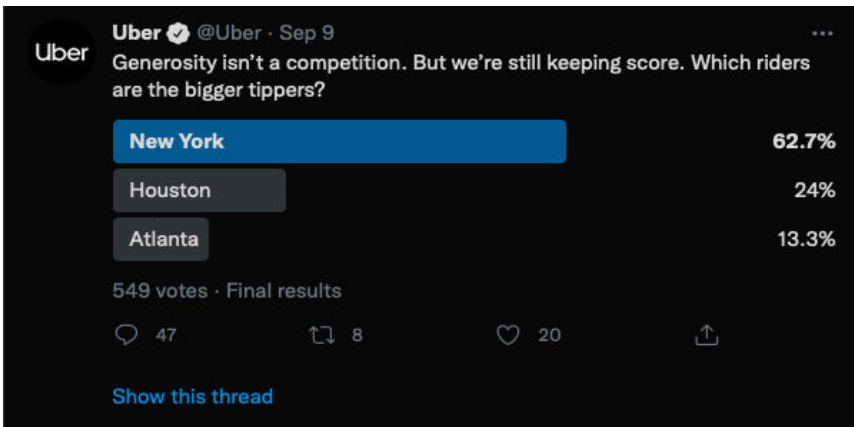 Uber
Uber @Uber · Sep 9
Generosity isn’t a competition. But we’re still keeping score. Which riders
are the bigger tippers?
New York 62.7%
Houston 24%
Atlanta 13.3%
549 votes · Final results
47 8 20
Show this thread